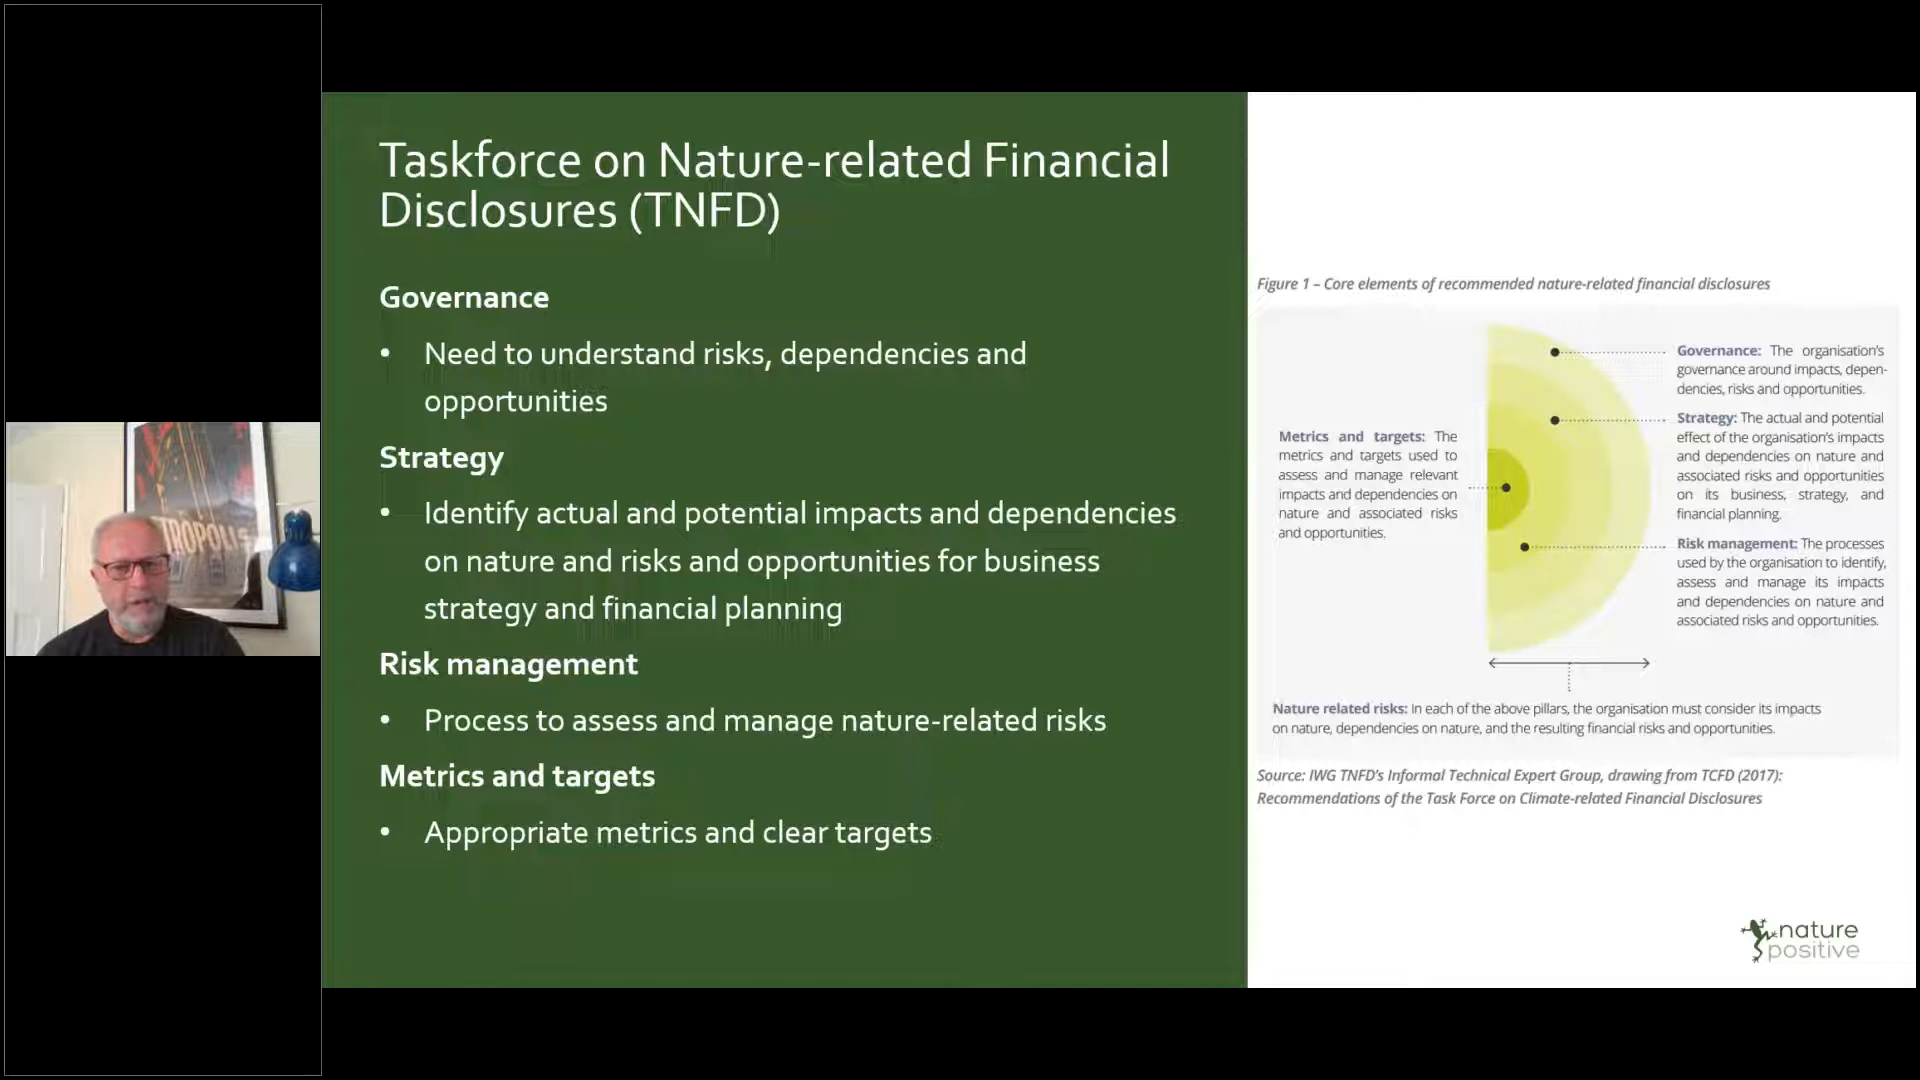 Taskforce on Nature-related Financial
Disclosures (TNFD)
Governance
• Need to understand risks, dependencies and
opportunities
Strategy
• Identify actual and potential impacts and dependencies
on nature and risks and opportunities for business
strategy and financial planning
Risk management
• Process to assess and manage nature-related risks
Metrics and targets
• Appropriate metrics and clear targets
Figure 1 – Core elements of recommended nature-related financial disclosures
Metrics and targets: The
metrics and targets used to
assess and manage relevant
impacts and dependencies on
nature and associated risks
and opportunities.
Governance: The organisation's
governance around impacts, depen-
dencies, risks and opportunities.
Strategy: The actual and potential
effect of the organisation's impacts
and dependencies on nature and
associated risks and opportunities
on its business, strategy, and
financial planning.
Risk management: The processes
used by the organisation to identify,
assess and manage its impacts
and dependencies on nature and
associated risks and opportunities.
Nature related risks: In each of the above pillars, the organisation must consider its impacts
on nature, dependencies on nature, and the resulting financial risks and opportunities.
Source: IWG TNFD's Informal Technical Expert Group, drawing from TCFD (2017):
Recommendations of the Task Force on Climate-related Financial Disclosures
nature
positive
TROPOLIS